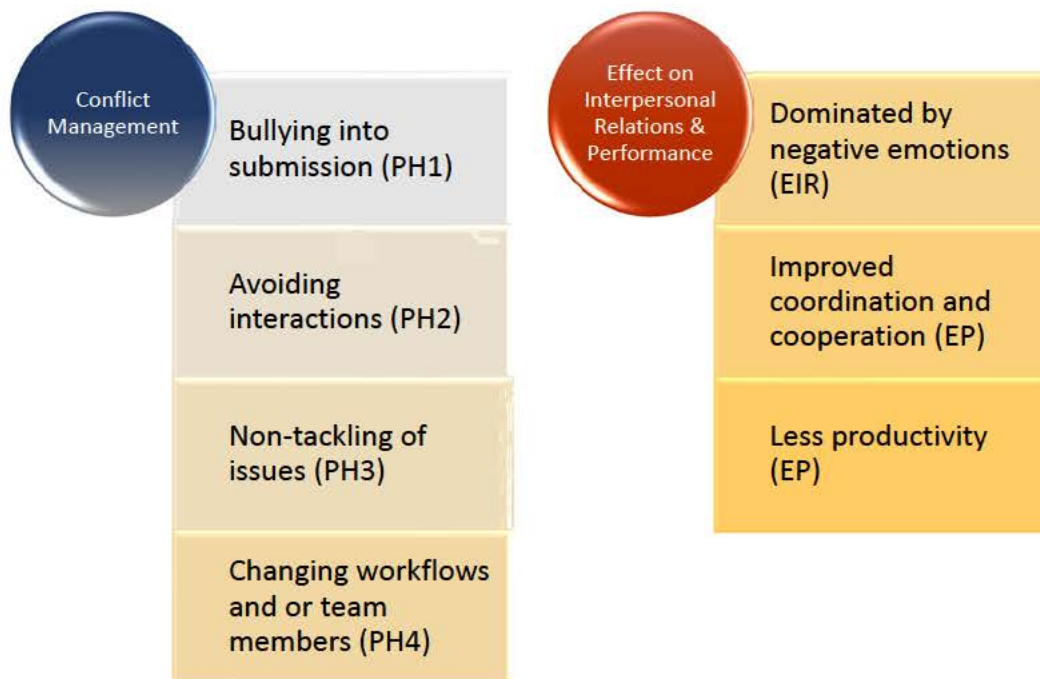 Conflict
Management
Bullying into
submission (PH1)
Avoiding
interactions (PH2)
Non-tackling of
issues (PH3)
Changing workflows
and or team
members (PH4)
Effect on
Interpersonal
Relations &
Performance
Dominated by
negative emotions
(EIR)
Improved
coordination and
cooperation (EP)
Less productivity
(EP)